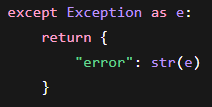 except Exception as e:
    return {
        "error": str(e)
    }